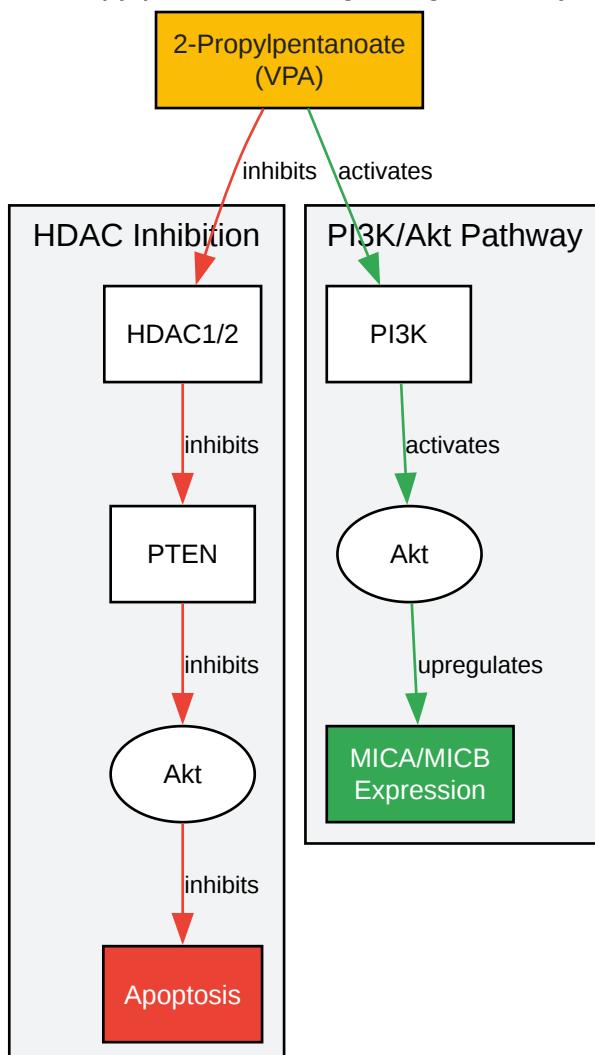 2-Propylpentanoate
(VPA)
inhibits
activates
HDAC Inhibition
PI3K/Akt Pathway
HDAC1/2
PI3K
inhibits
activates
PTEN
Akt
inhibits
upregulates
Akt
MICA/MICB
Expression
inhibits
Apoptosis